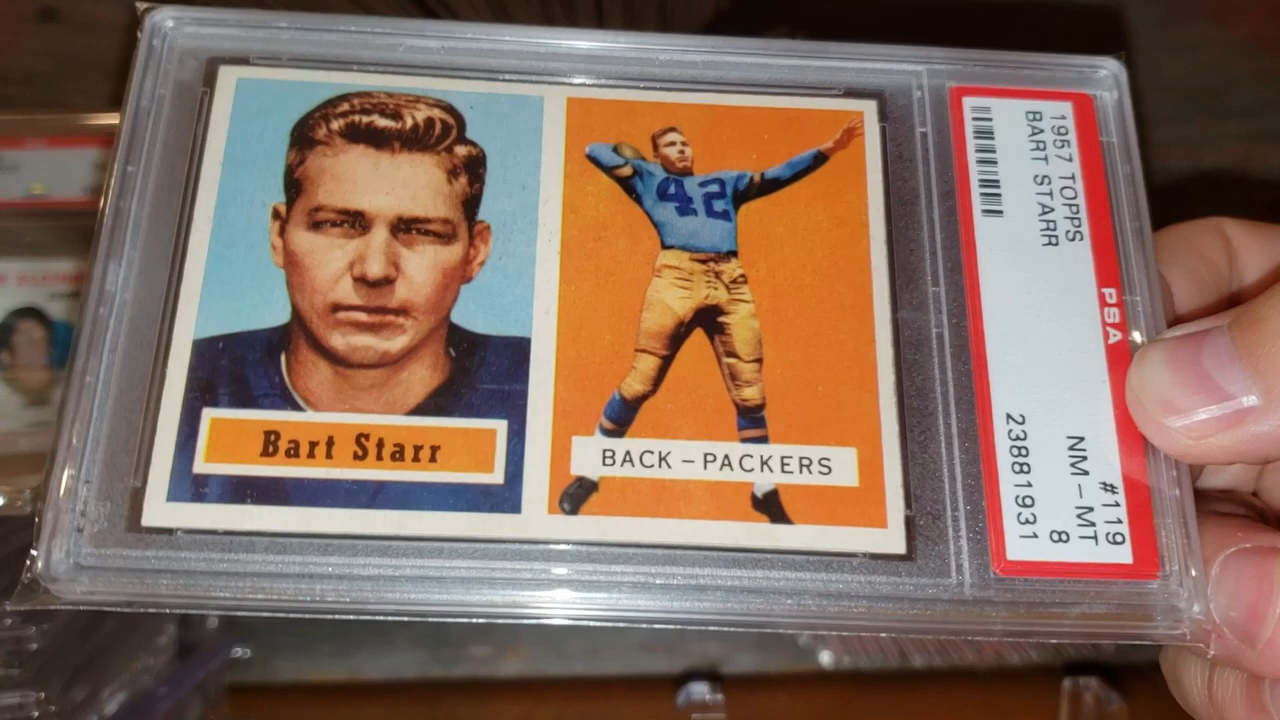 Bart Starr
42
BACK-PACKERS
1957 TOPPS
BART STARR
#119
NM-MT
8
23881931
PSA